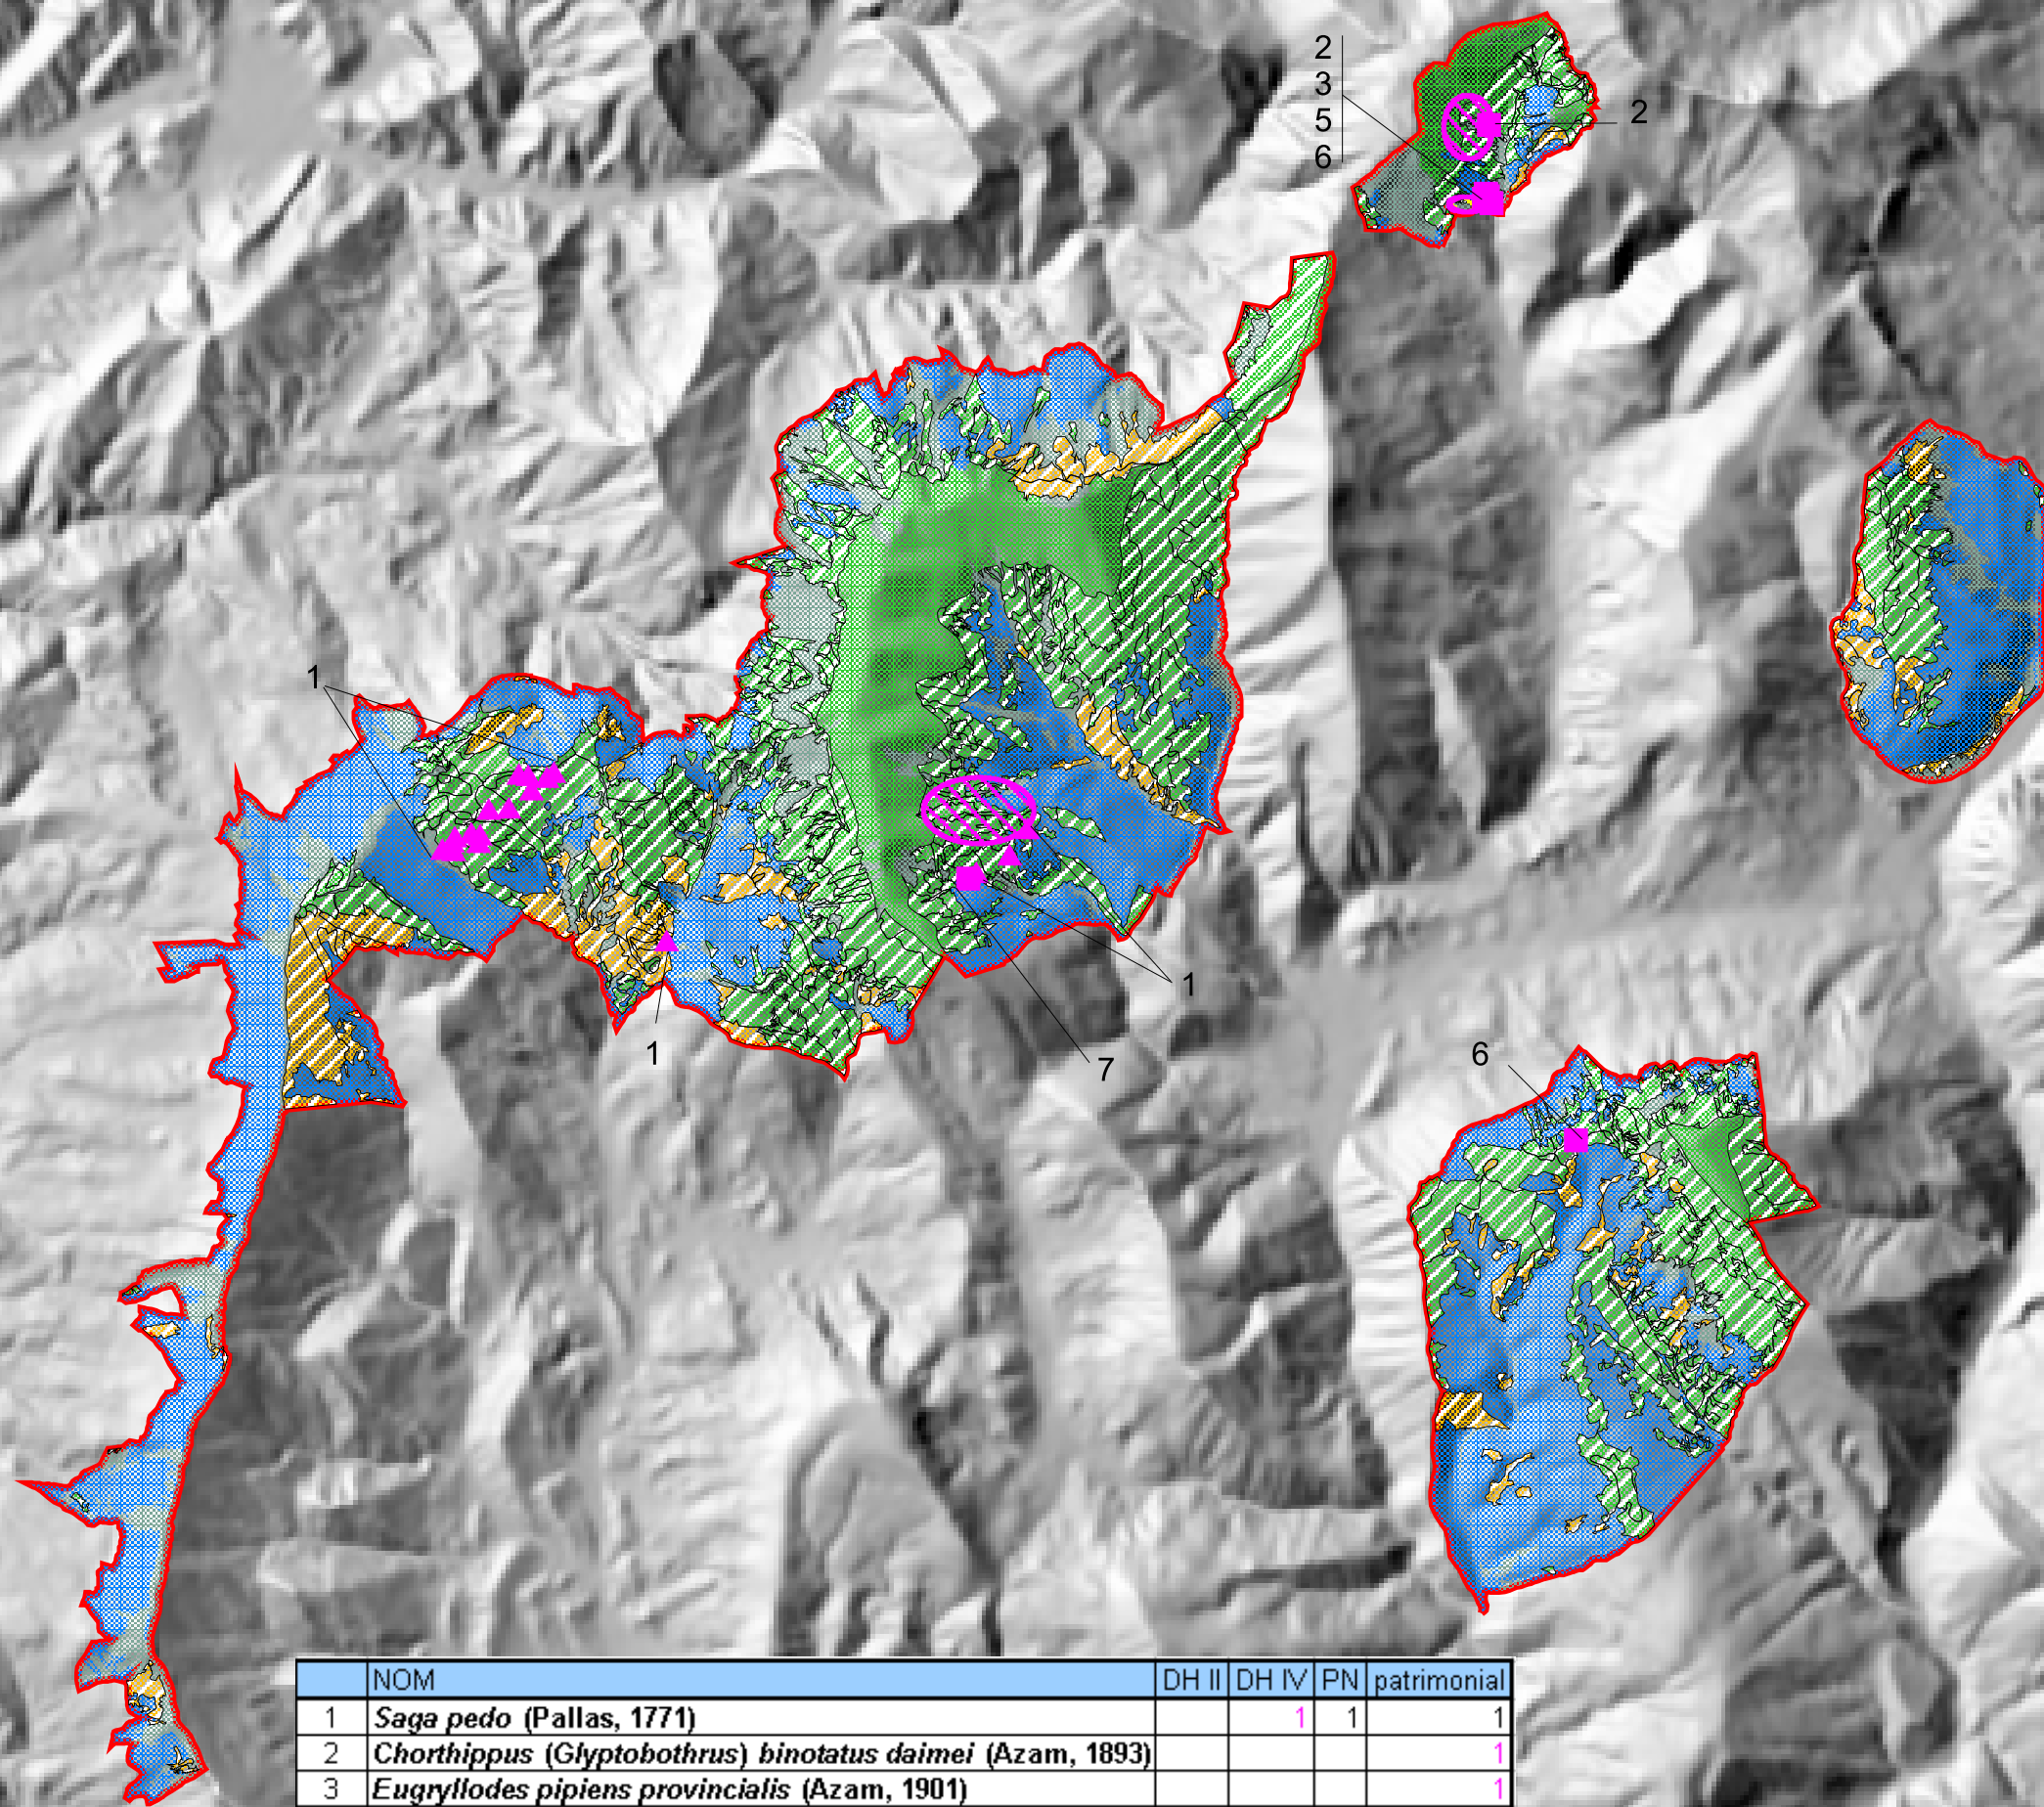 2
3
5
6
2
1
1
1
7
6
NOM DH II DH IV PN patrimonial
1 Saga pedo (Pallas, 1771) 1 1 1
2 Chorthippus (Glyptobothrus) binotatus daimei (Azam, 1893) 1
3 Eugryllodes pipiens provincialis (Azam, 1901) 1